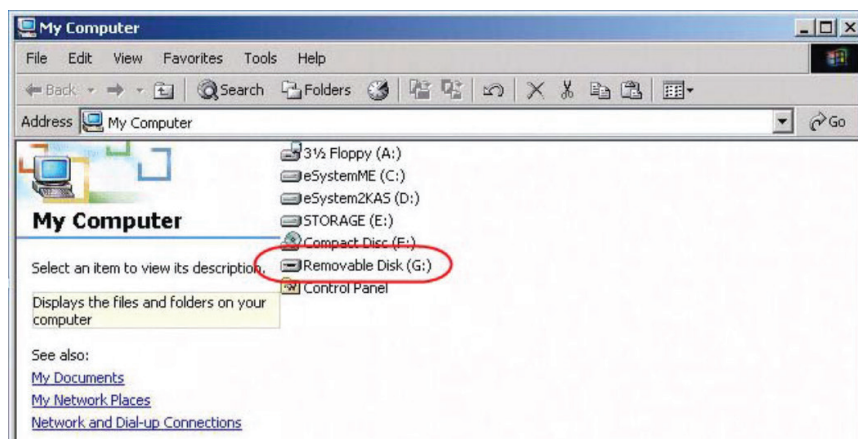 My Computer
File Edit View Favorites Tools Help
Back Search Folders
Address My Computer Go
3½ Floppy (A:)
eSystemME (C:)
eSystem2KAS (D:)
STORAGE (E:)
Compact Disc (F:)
Removable Disk (G:)
Control Panel
My Computer
Select an item to view its description.
Displays the files and folders on your
computer
See also:
My Documents
My Network Places
Network and Dial-up Connections